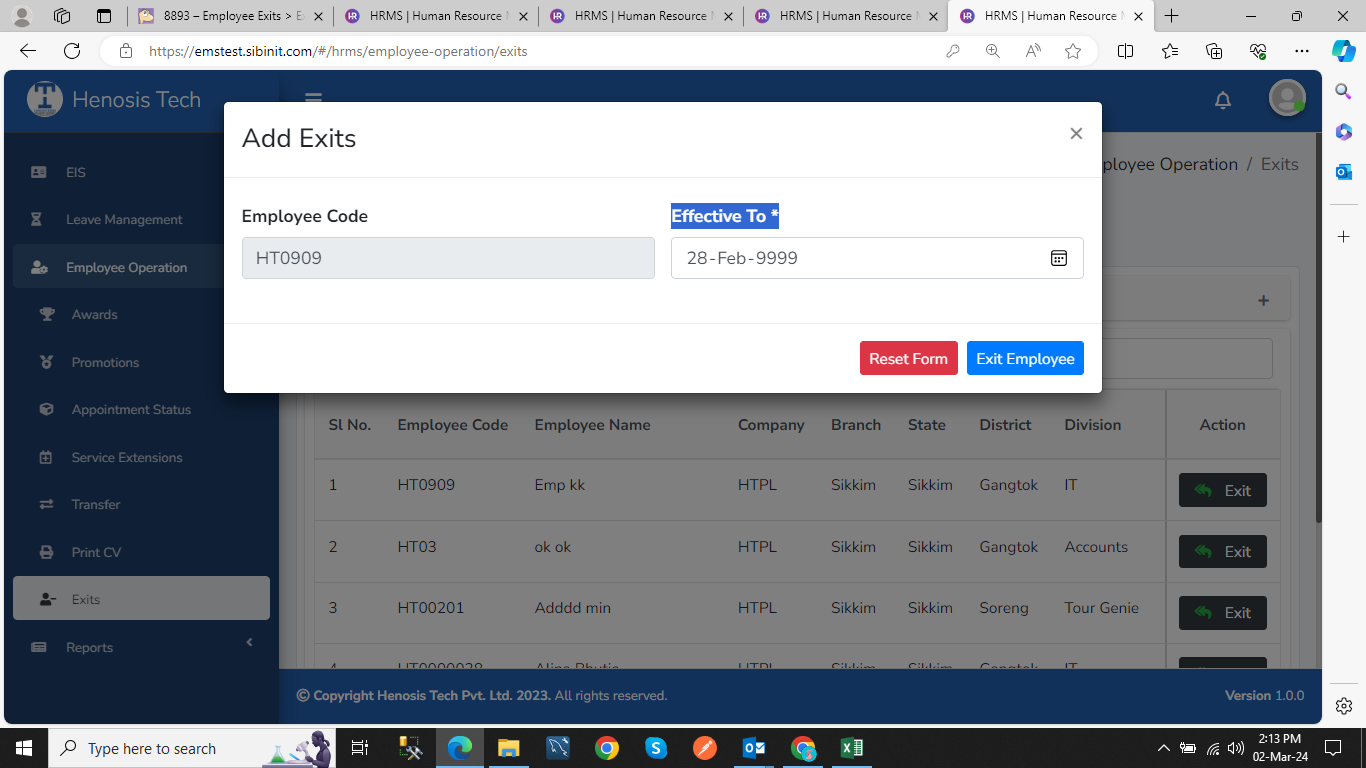 8893 – Employee Exits > E
HRMS | Human Resource M
HRMS | Human Resource M
HRMS | Human Resource M
HRMS | Human Resource M
https://emstest.sibinit.com/#/hrms/employee-operation/exits
Henosis Tech
ployee Operation / Exits
EIS
Leave Management
Employee Operation
Awards
Promotions
Appointment Status
Service Extensions
Transfer
Print CV
Exits
Reports
Add Exits
×
Employee Code
Effective To *
HT0909
28-Feb-9999
Reset Form
Exit Employee
Sl No. Employee Code Employee Name Company Branch State District Division Action
1 HT0909 Emp kk HTPL Sikkim Sikkim Gangtok IT Exit
2 HT03 ok ok HTPL Sikkim Sikkim Gangtok Accounts Exit
3 HT00201 Adddd min HTPL Sikkim Sikkim Soreng Tour Genie Exit
4 HTPL Sikkim Sikkim Gangtok IT
© Copyright Henosis Tech Pvt. Ltd. 2023. All rights reserved.
Version 1.0.0
Type here to search
2:13 PM
02-Mar-24